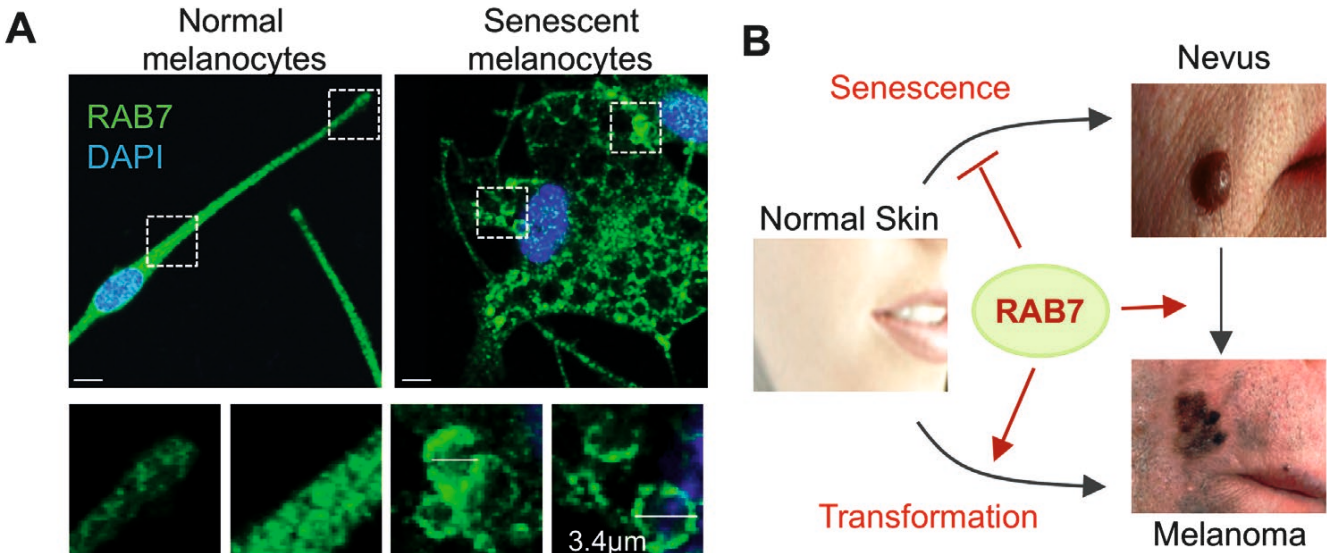 A
Normal
melanocytes
Senescent
melanocytes
RAB7
DAPI
3.4µm
B
Senescence
Nevus
Normal Skin
RAB7
Transformation
Melanoma